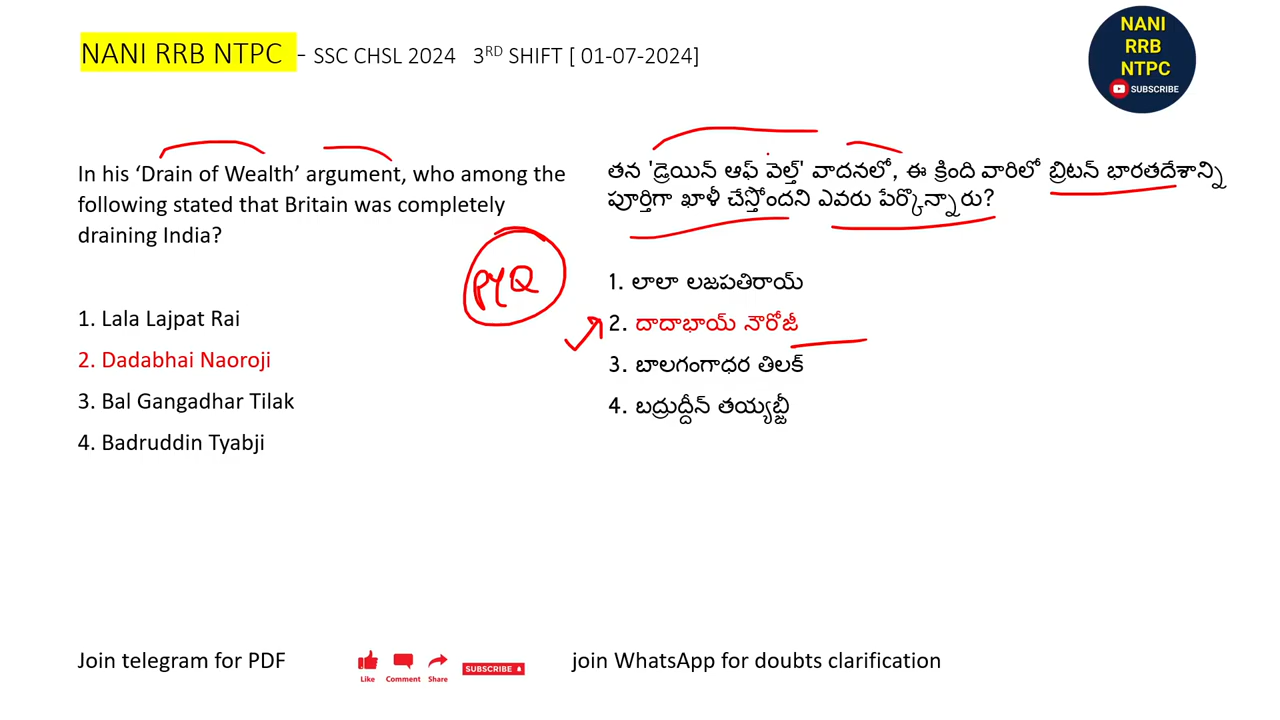 NANI RRB NTPC – SSC CHSL 2024 3RD SHIFT [ 01-07-2024]
NANI
RRB
NTPC
SUBSCRIBE
In his ‘Drain of Wealth’ argument, who among the
following stated that Britain was completely
draining India?
PYQ
1. Lala Lajpat Rai
2. Dadabhai Naoroji
3. Bal Gangadhar Tilak
4. Badruddin Tyabji
తన 'డ్రెయిన్ ఆఫ్ వెల్త్' వాదనలో, ఈ క్రింది వారిలో బ్రిటన్ భారతదేశాన్ని
పూర్తిగా ఖాళీ చేస్తోందని ఎవరు పేర్కొన్నారు?
1. లాలా లజపతిరాయ్
2. దాదాభాయ్ నౌరోజీ
3. బాలగంగాధర తిలక్
4. బద్రుద్దీన్ తయ్యబ్జీ
Join telegram for PDF
Like
Comment
Share
SUBSCRIBE
join WhatsApp for doubts clarification